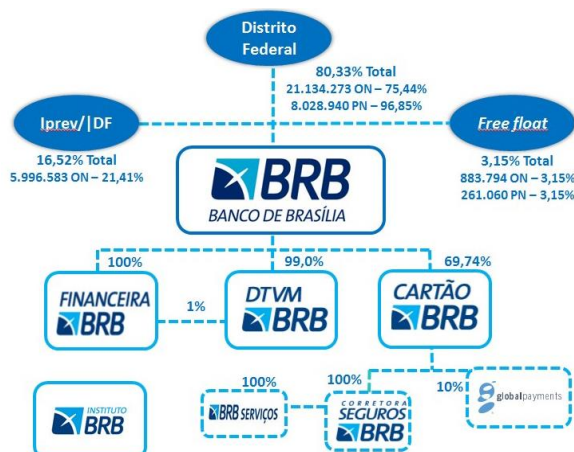 Distrito
Federal
80,33% Total
21.134.273 ON – 75,44%
8.028.940 PN – 96,85%
Iprev/|DF
Free float
16,52% Total
5.996.583 ON – 21,41%
3,15% Total
883.794 ON – 3,15%
261.060 PN – 3,15%
BRB
BANCO DE BRASÍLIA
100%
99,0%
69,74%
FINANCEIRA
BRB
1%
DTVM
BRB
CARTÃO
BRB
100%
100%
10%
INSTITUTO
BRB
BRB SERVIÇOS
CORRETORA
SEGUROS
BRB
globalpayments